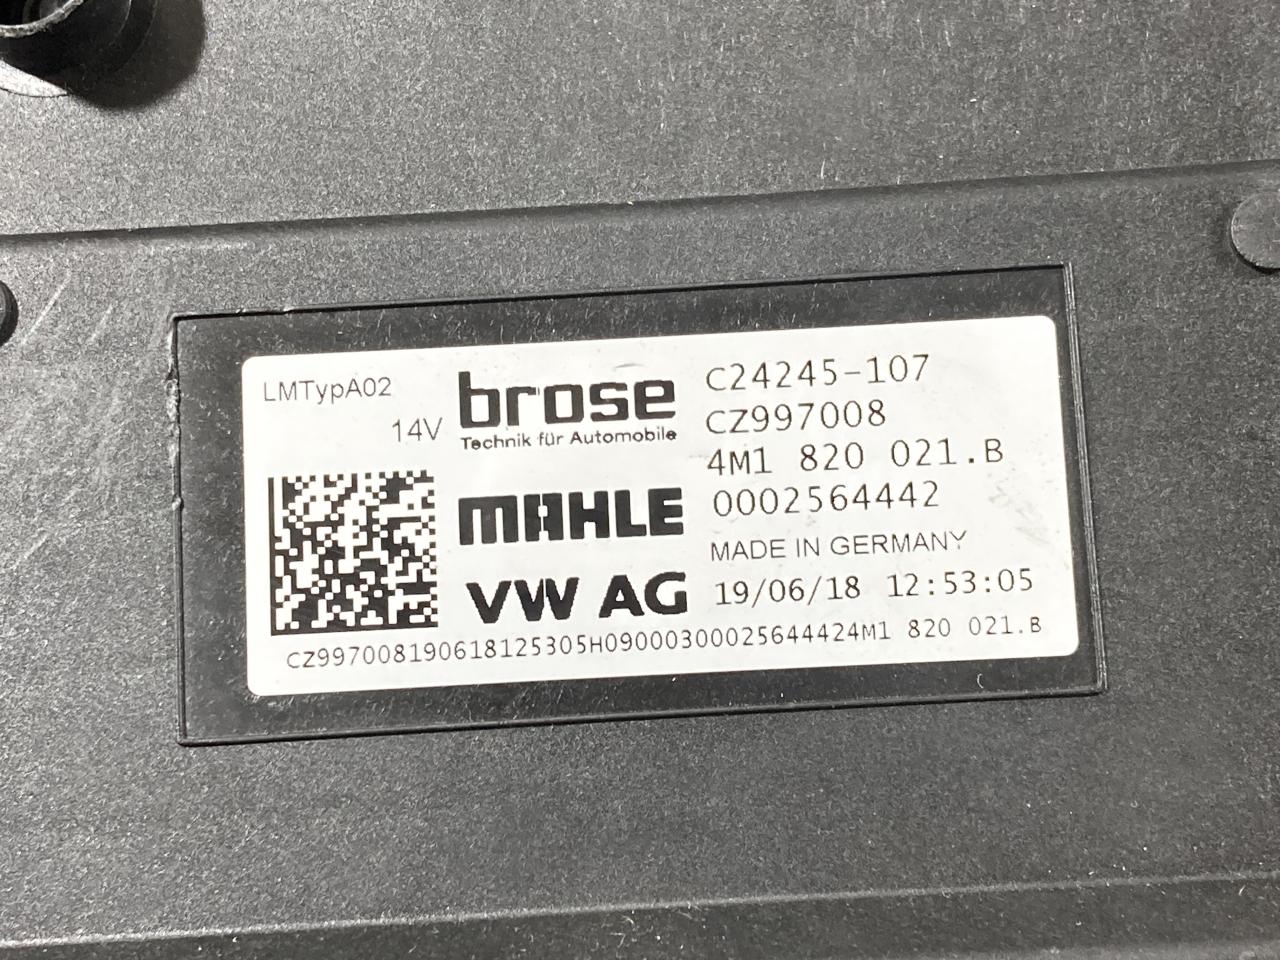 LMTypA02
14V
brose
Technik für Automobile
MAHLE
VW AG
C24245-107
CZ997008
4M1 820 021.B
0002564442
MADE IN GERMANY
19/06/18 12:53:05
CZ997008190618125305H09000300025644424M1 820 021.B